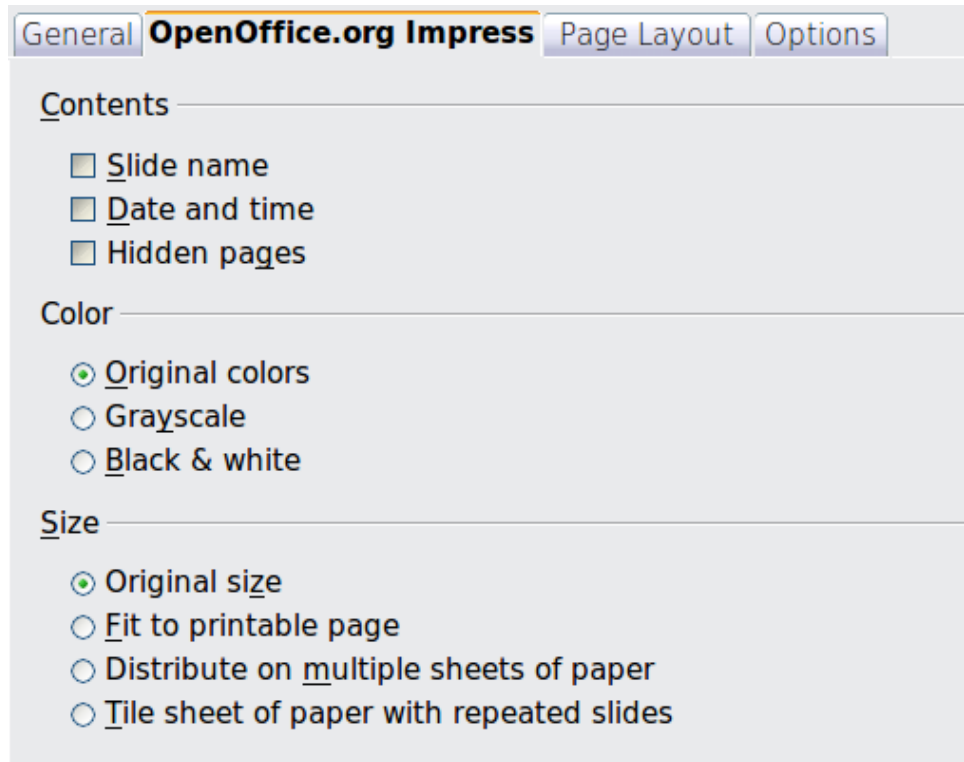 General OpenOffice.org Impress Page Layout Options
Contents
Slide name
Date and time
Hidden pages
Color
Original colors
Grayscale
Black & white
Size
Original size
Fit to printable page
Distribute on multiple sheets of paper
Tile sheet of paper with repeated slides